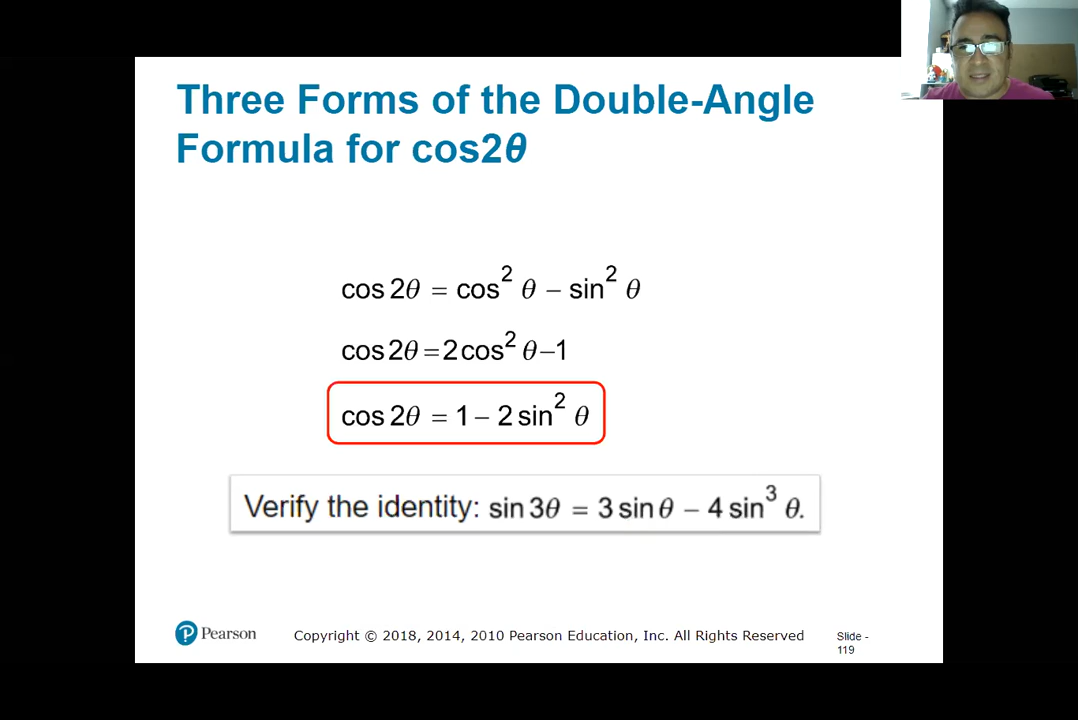 Three Forms of the Double-Angle
Formula for cos2θ
cos 2θ = cos² θ − sin² θ
cos 2θ = 2 cos² θ − 1
cos 2θ = 1 − 2 sin² θ
Verify the identity: sin 3θ = 3 sin θ − 4 sin³ θ.
Pearson
Copyright © 2018, 2014, 2010 Pearson Education, Inc. All Rights Reserved
Slide -
119